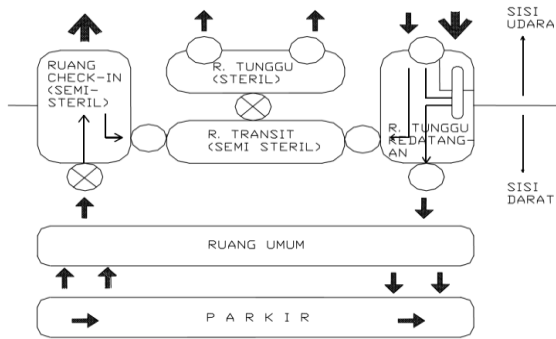 SISI
UDARA
RUANG
CHECK-IN
(SEMI-
STERIL)
R. TUNGGU
(STERIL)
R. TRANSIT
(SEMI STERIL)
R. TUNGGU
KEDATANG-
AN
SISI
DARAT
RUANG UMUM
PARKIR